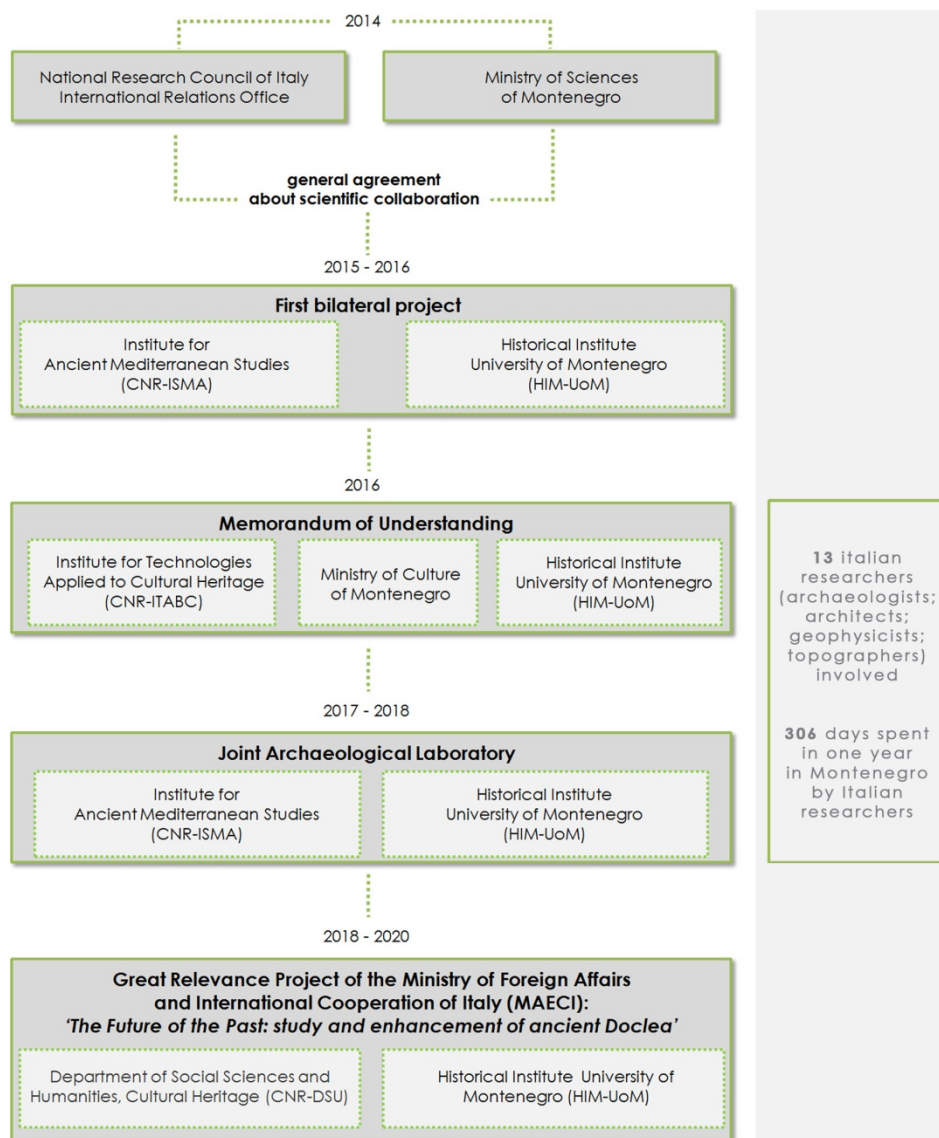 2014
National Research Council of Italy
International Relations Office
Ministry of Sciences
of Montenegro
general agreement
about scientific collaboration
2015 - 2016
First bilateral project
Institute for
Ancient Mediterranean Studies
(CNR-ISMA)
Historical Institute
University of Montenegro
(HIM-UoM)
2016
Memorandum of Understanding
Institute for Technologies
Applied to Cultural Heritage
(CNR-ITABC)
Ministry of Culture
of Montenegro
Historical Institute
University of Montenegro
(HIM-UoM)
2017 - 2018
Joint Archaeological Laboratory
Institute for
Ancient Mediterranean Studies
(CNR-ISMA)
Historical Institute
University of Montenegro
(HIM-UoM)
2018 - 2020
Great Relevance Project of the Ministry of Foreign Affairs
and International Cooperation of Italy (MAECI):
‘The Future of the Past: study and enhancement of ancient Doclea’
Department of Social Sciences and
Humanities, Cultural Heritage (CNR-DSU)
Historical Institute University of
Montenegro (HIM-UoM)
13 italian
researchers
(archaeologists;
architects;
geophysicists;
topographers)
involved
306 days spent
in one year
in Montenegro
by Italian
researchers